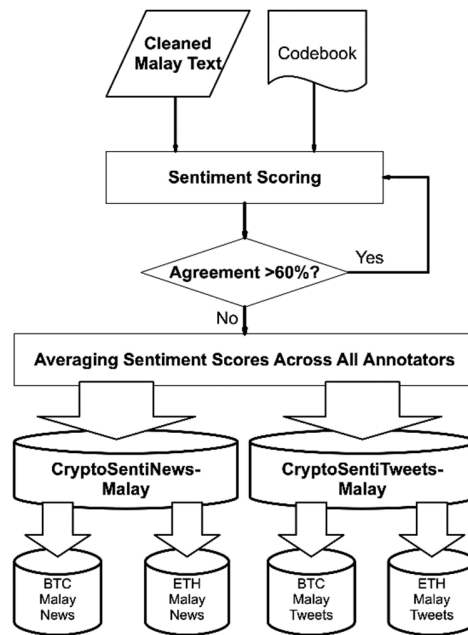 Cleaned
Malay Text
Codebook
Sentiment Scoring
Agreement >60%?
Yes
No
Averaging Sentiment Scores Across All Annotators
CryptoSentiNews-
Malay
CryptoSentiTweets-
Malay
BTC
Malay
News
ETH
Malay
News
BTC
Malay
Tweets
ETH
Malay
Tweets